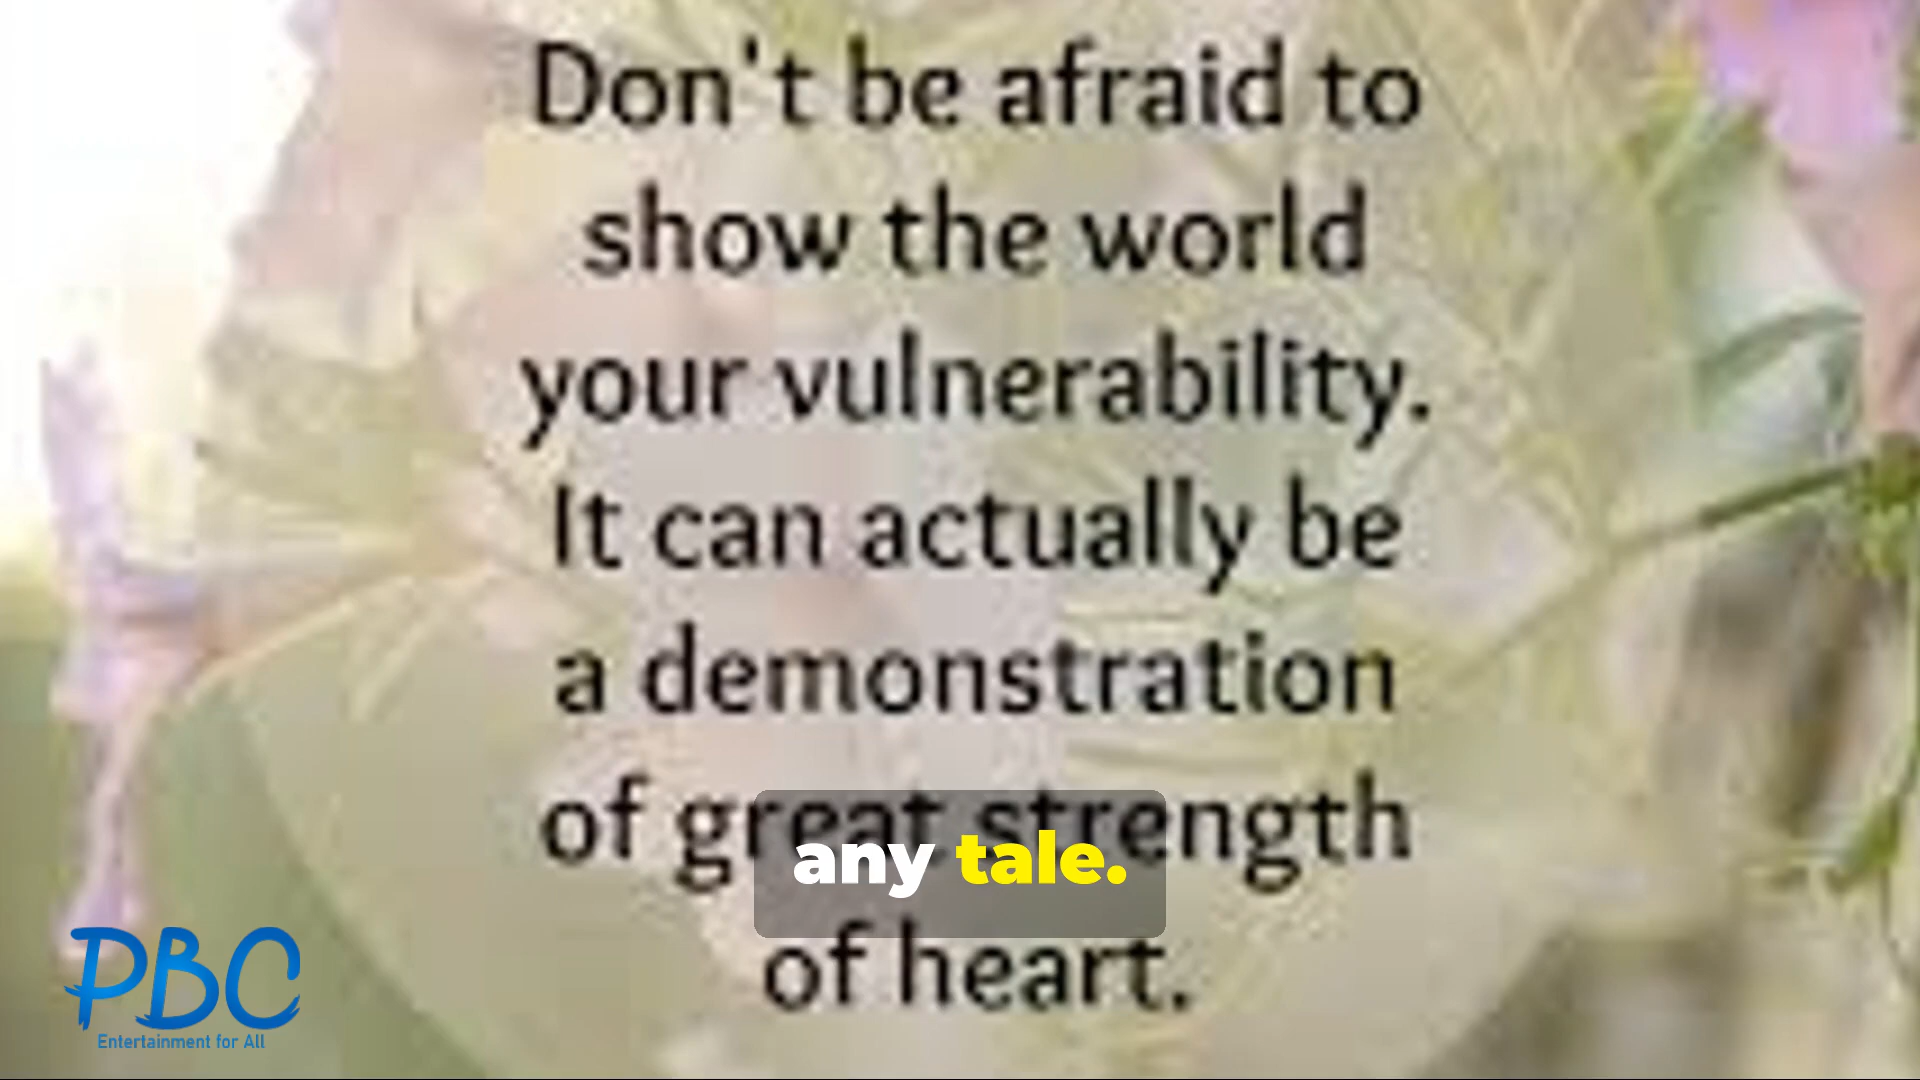 Don't be afraid to
show the world
your vulnerability.
It can actually be
a demonstration
of great strength
any tale.
of heart.
PBC
Entertainment for All